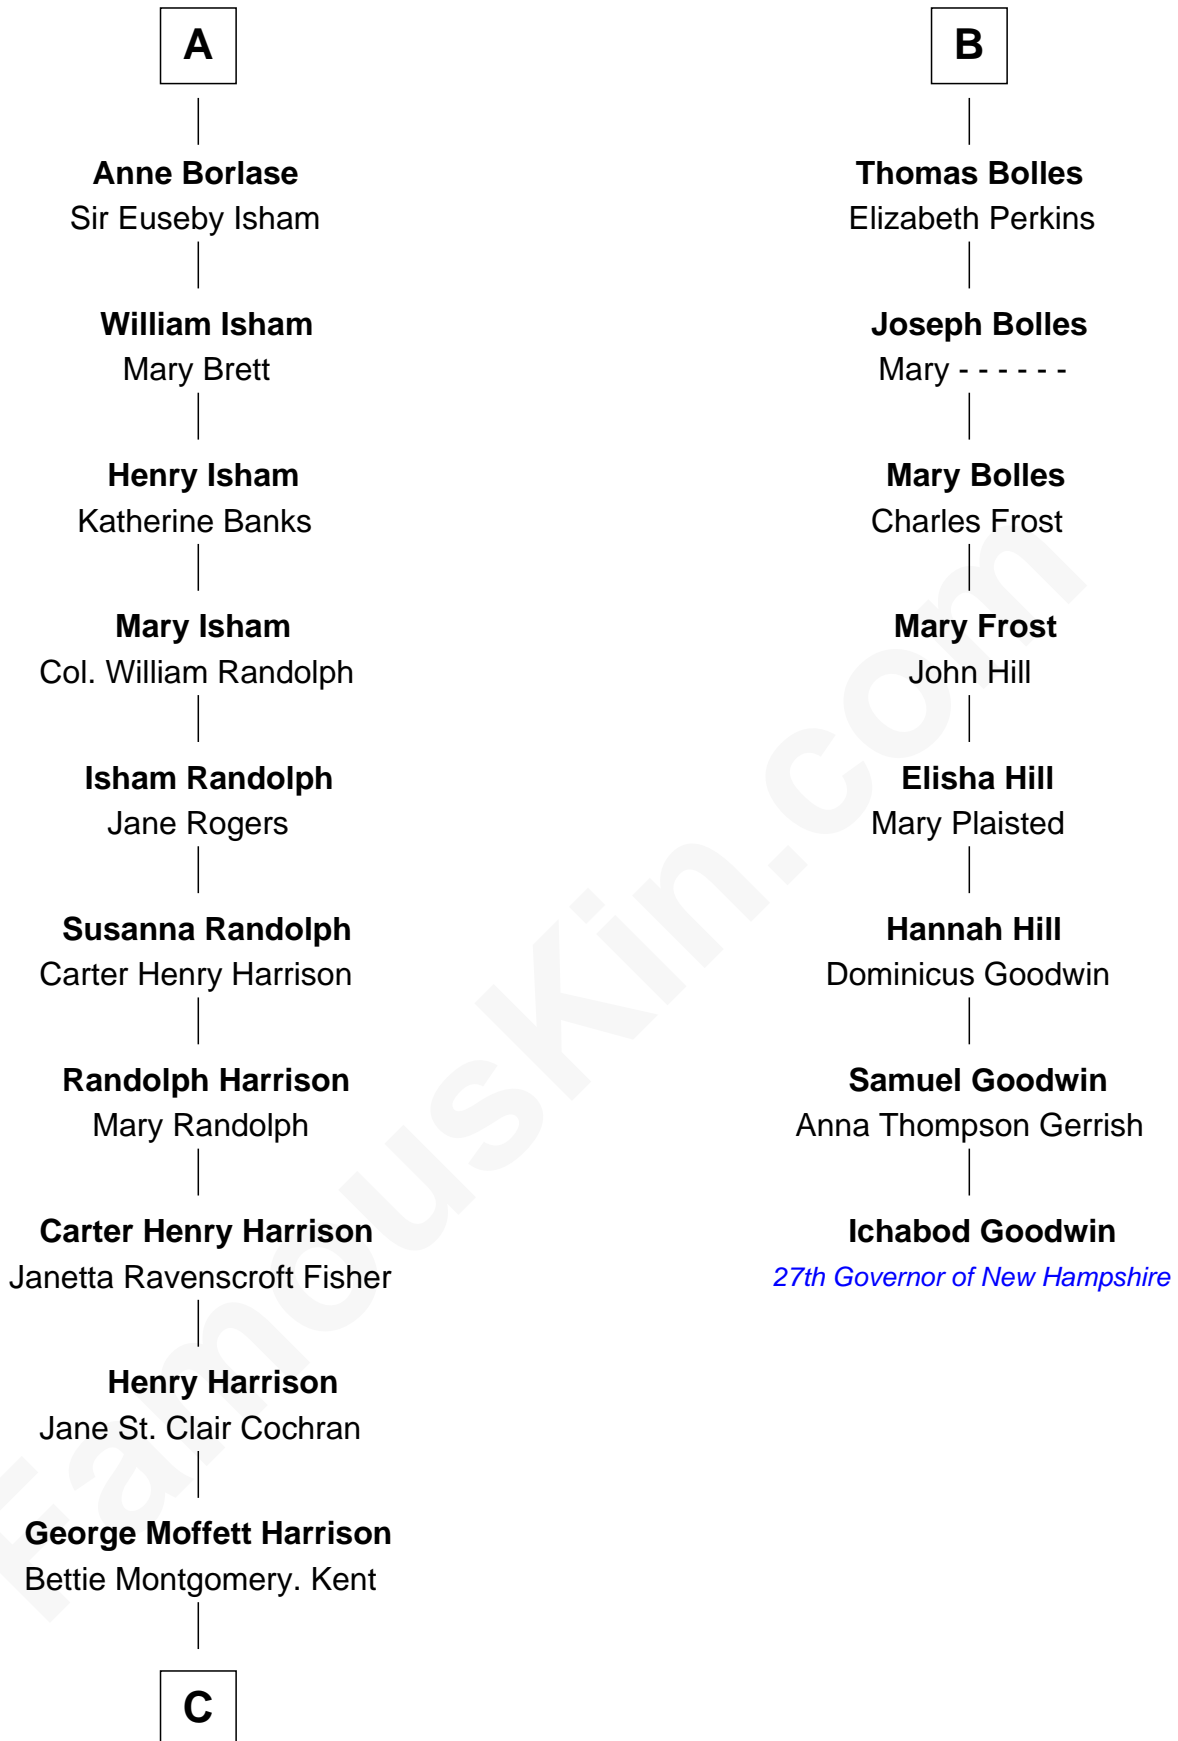 A
Anne Borlase
Sir Euseby Isham
William Isham
Mary Brett
Henry Isham
Katherine Banks
Mary Isham
Col. William Randolph
Isham Randolph
Jane Rogers
Susanna Randolph
Carter Henry Harrison
Randolph Harrison
Mary Randolph
Carter Henry Harrison
Janetta Ravenscroft Fisher
Henry Harrison
Jane St. Clair Cochran
George Moffett Harrison
Bettie Montgomery. Kent
C
B
Thomas Bolles
Elizabeth Perkins
Joseph Bolles
Mary - - - - - -
Mary Bolles
Charles Frost
Mary Frost
John Hill
Elisha Hill
Mary Plaisted
Hannah Hill
Dominicus Goodwin
Samuel Goodwin
Anna Thompson Gerrish
Ichabod Goodwin
27th Governor of New Hampshire
FamousKin.com